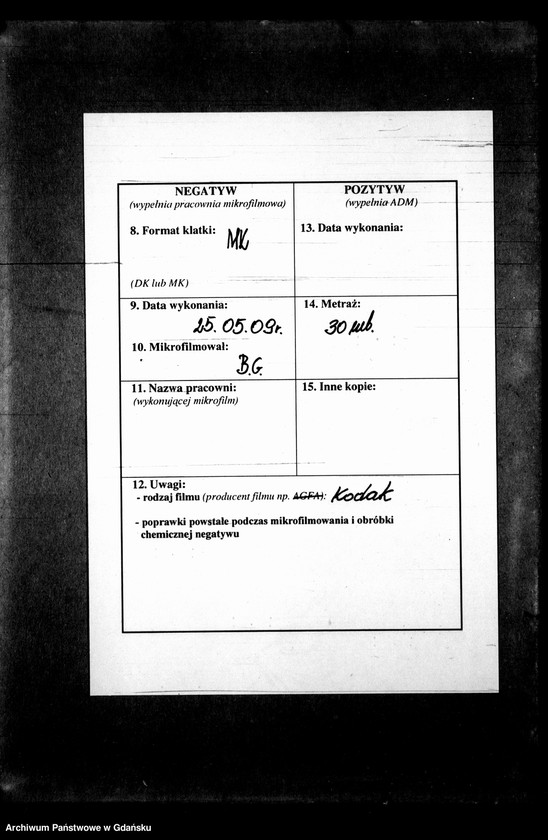 NEGATYW
(wypełnia pracownia mikrofilmowa)
8. Format klatki: MK
(DK lub MK)
9. Data wykonania:
25.05.09r.
10. Mikrofilmował:
B.G.
11. Nazwa pracowni:
(wykonującej mikrofilm)
POZYTYW
(wypełnia ADM)
13. Data wykonania:
14. Metraż:
30 mb.
15. Inne kopie:
12. Uwagi:
- rodzaj filmu (producent filmu np. AGFA): Kodak
- poprawki powstałe podczas mikrofilmowania i obróbki
chemicznej negatywu
Archiwum Państwowe w Gdańsku